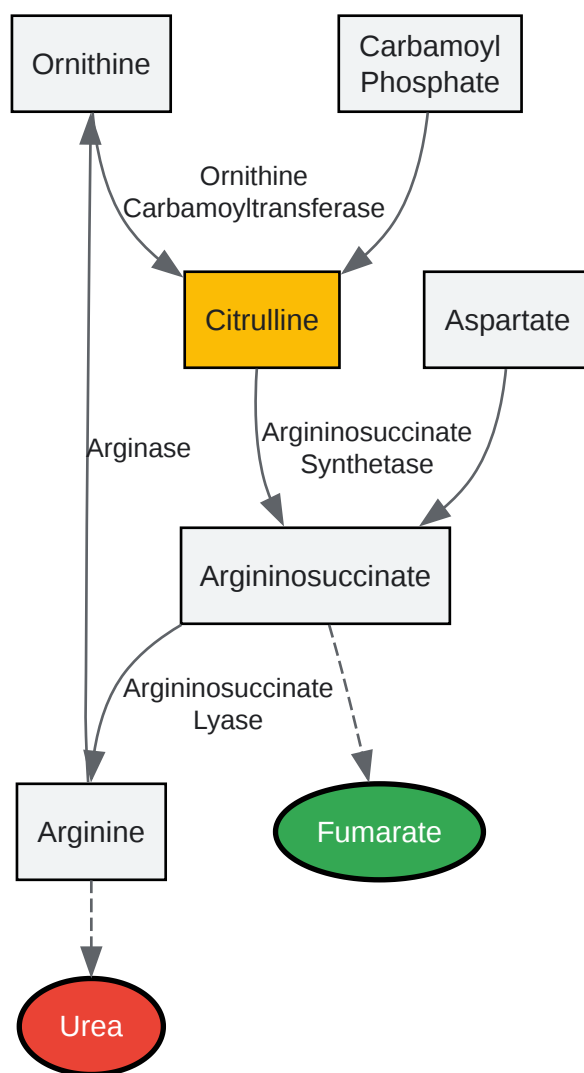 Ornithine
Carbamoyl
Phosphate
Ornithine
Carbamoyltransferase
Citrulline
Aspartate
Arginase
Argininosuccinate
Synthetase
Argininosuccinate
Argininosuccinate
Lyase
Arginine
Fumarate
Urea